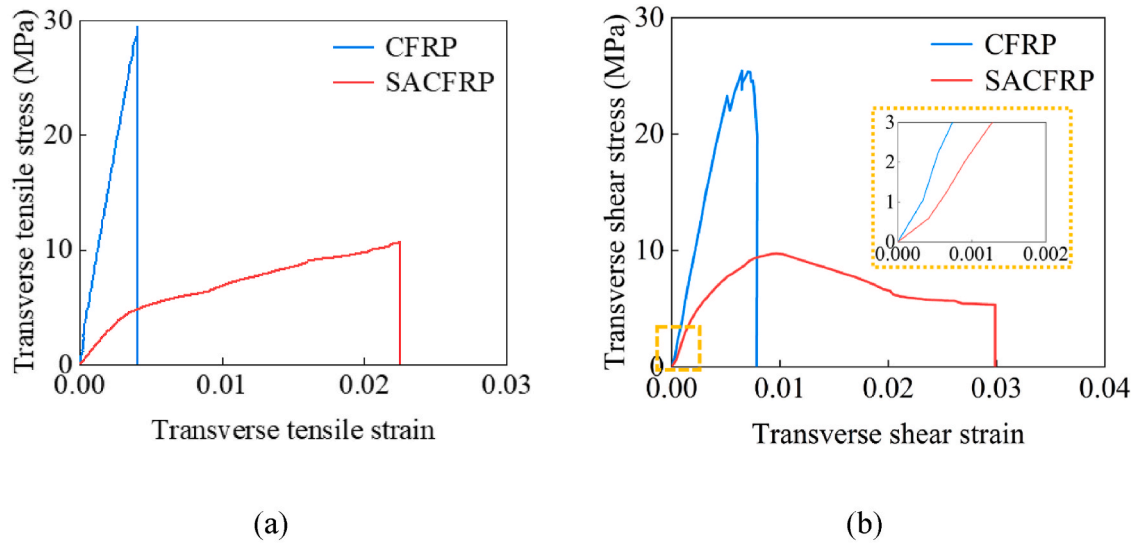 Transverse tensile stress (MPa)
30
20
10
0
0.00 0.01 0.02 0.03
Transverse tensile strain
CFRP
SACFRP
(a)
Transverse shear stress (MPa)
30
20
10
0
0.00 0.01 0.02 0.03 0.04
Transverse shear strain
CFRP
SACFRP
3
2
1
0
0.000 0.001 0.002
(b)